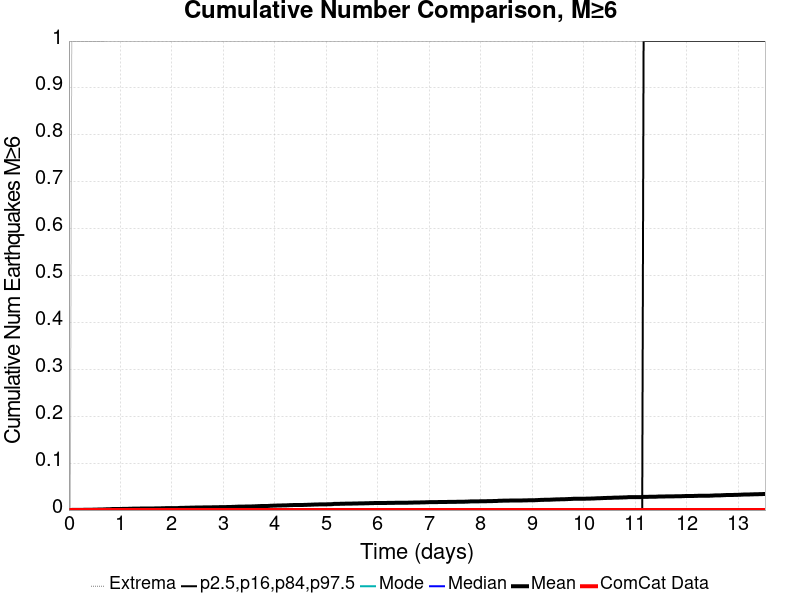 Cumulative Number Comparison, M≥6
Cumulative Num Earthquakes M≥6
1
0.9
0.8
0.7
0.6
0.5
0.4
0.3
0.2
0.1
0
0 1 2 3 4 5 6 7 8 9 10 11 12 13
Time (days)
Extrema p2.5,p16,p84,p97.5 Mode Median Mean ComCat Data